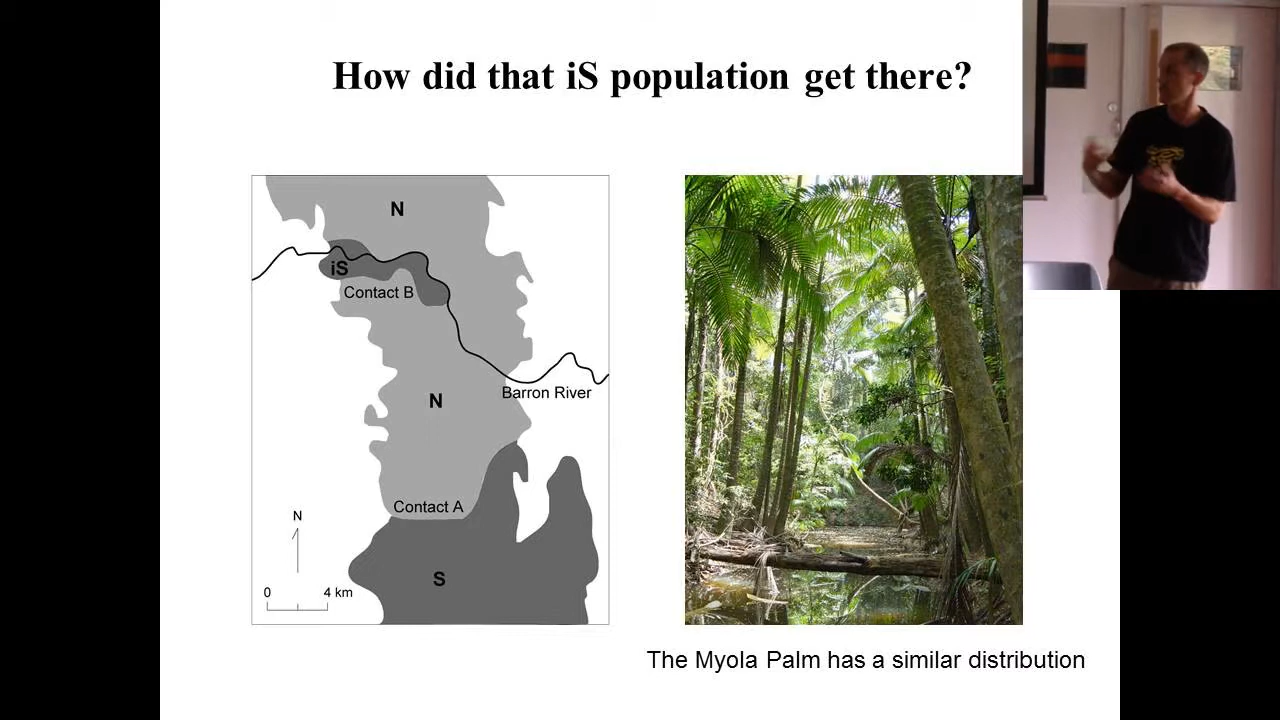 How did that iS population get there?
N
iS
Contact B
Barron River
N
Contact A
N
S
0 4 km
The Myola Palm has a similar distribution